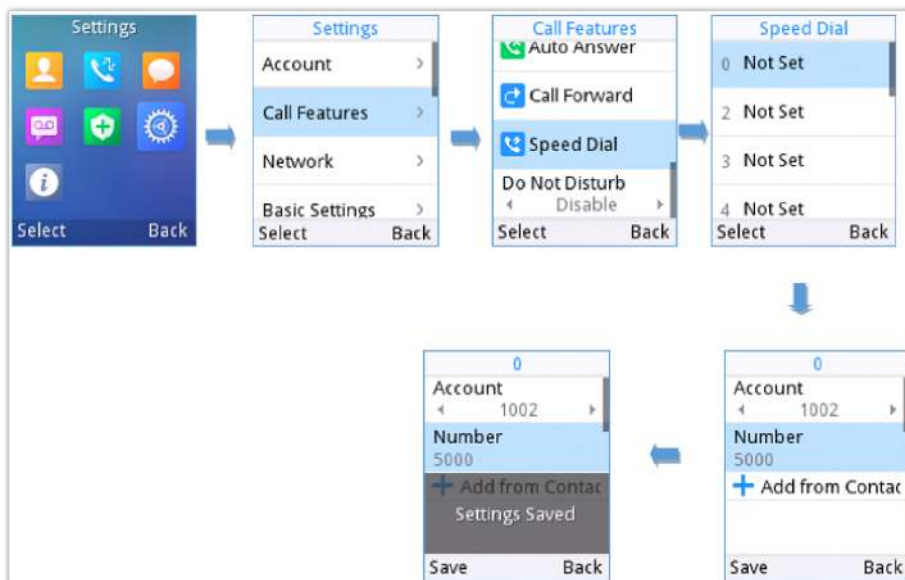 Settings
Select Back
Settings
Account
Call Features
Network
Basic Settings
Select Back
Call Features
Auto Answer
Call Forward
Speed Dial
Do Not Disturb
Disable
Select Back
Speed Dial
0 Not Set
2 Not Set
3 Not Set
4 Not Set
Select Back
0
Account
1002
Number
5000
Add from Contac
Settings Saved
Save Back
0
Account
1002
Number
5000
Add from Contac
Save Back